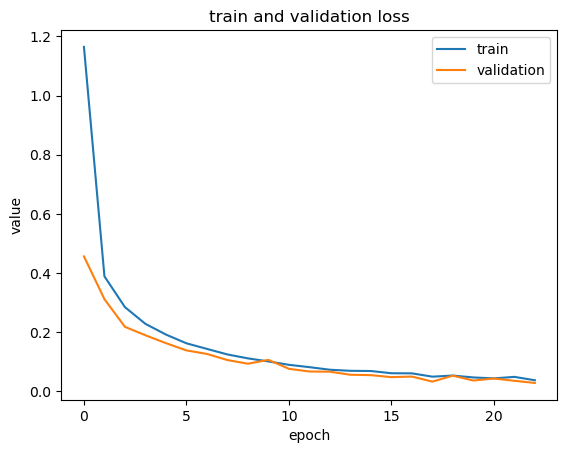 train and validation loss
1.2
1.0
0.8
0.6
0.4
0.2
0.0
value
train
validation
0 5 10 15 20
epoch